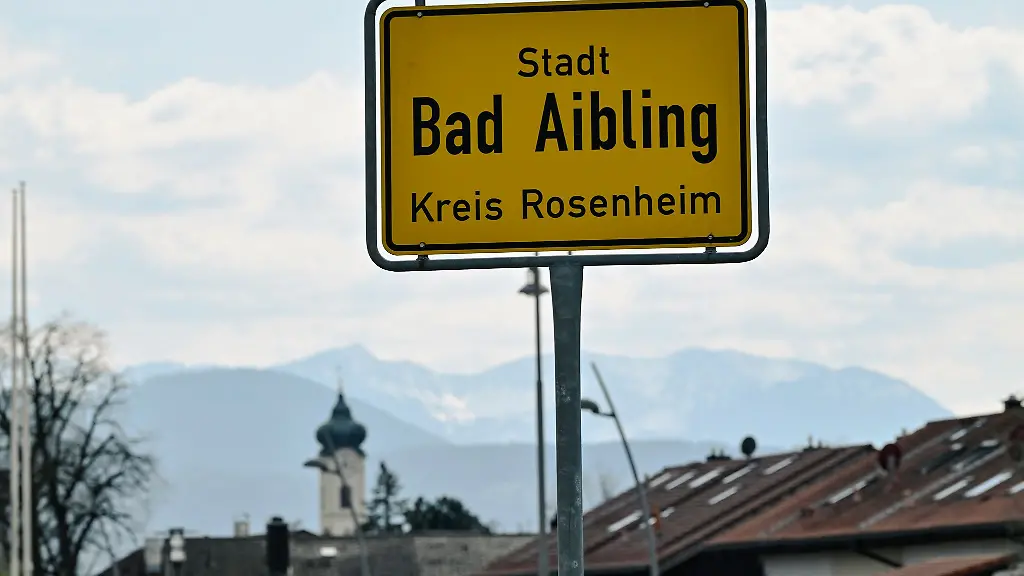 Stadt
Bad Aibling
Kreis Rosenheim